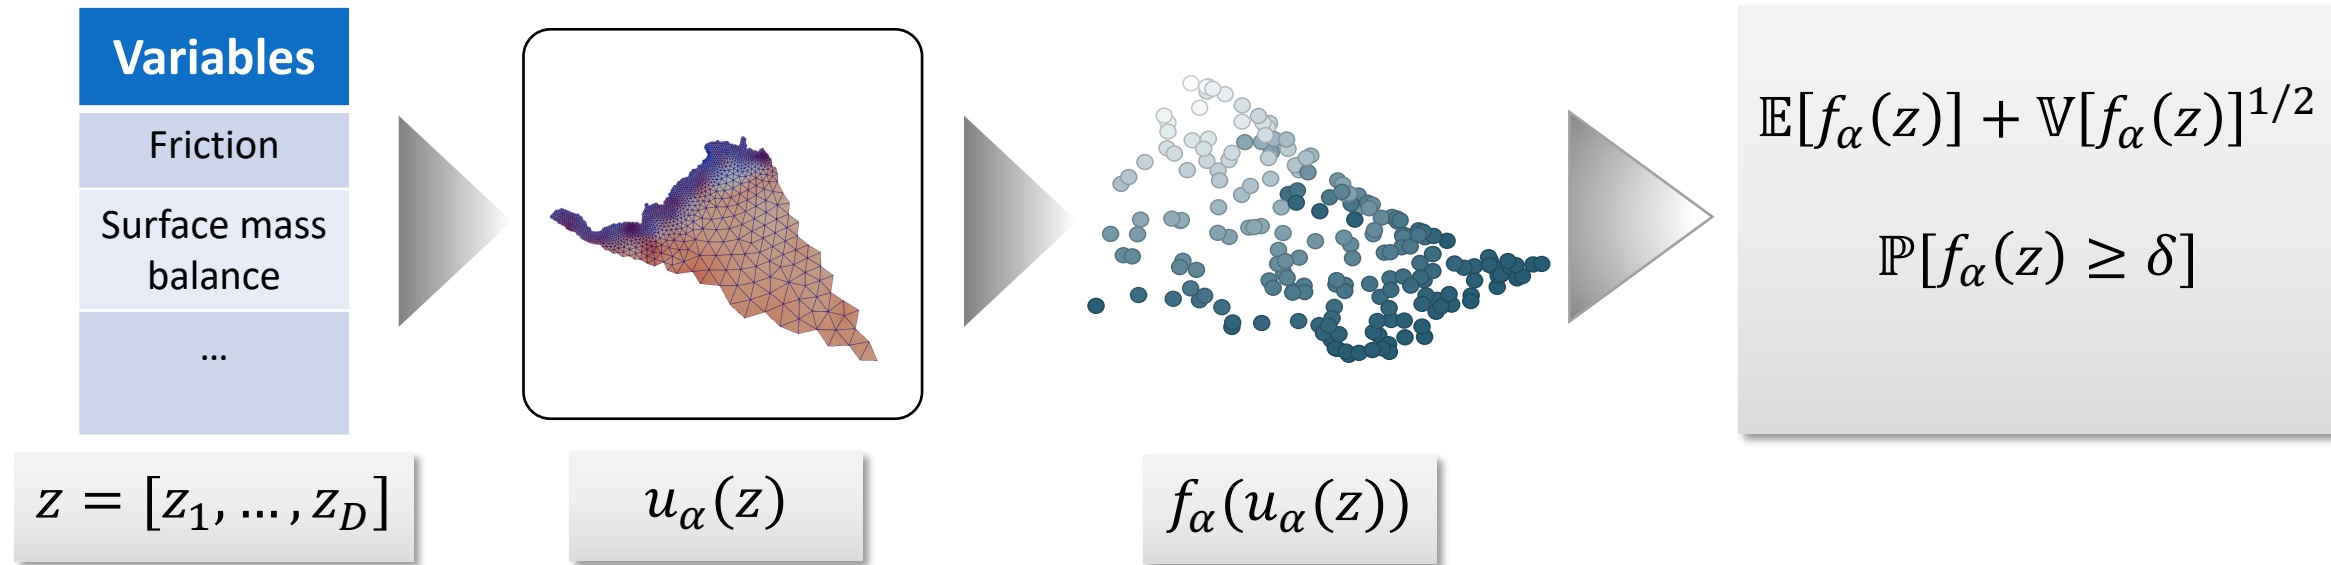 Variables
Friction
Surface mass
balance
...
z = [z₁, ..., z_D]
u_α(z)
f_α(u_α(z))
𝔼[f_α(z)] + 𝕍[f_α(z)]^{1/2}
ℙ[f_α(z) ≥ δ]